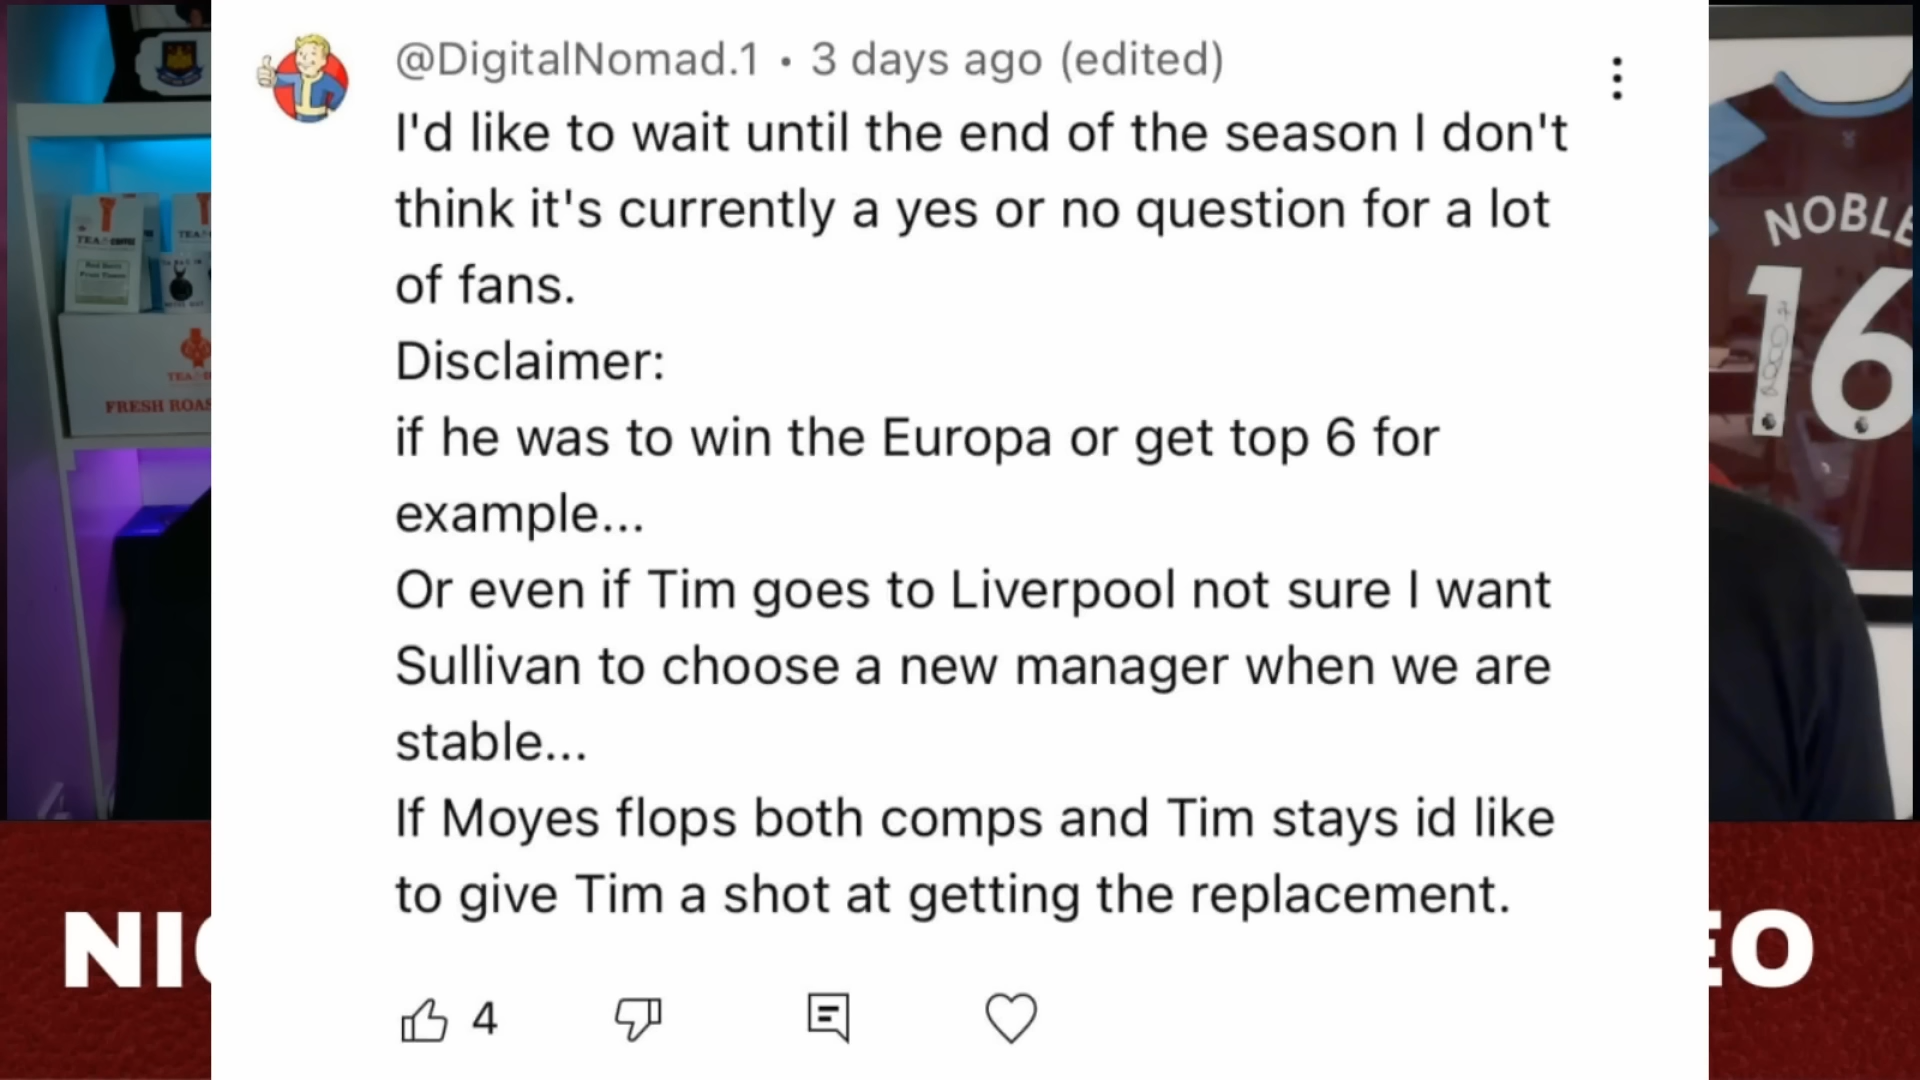 @DigitalNomad.1 • 3 days ago (edited)
I'd like to wait until the end of the season I don't
think it's currently a yes or no question for a lot
of fans.
Disclaimer:
if he was to win the Europa or get top 6 for
example...
Or even if Tim goes to Liverpool not sure I want
Sullivan to choose a new manager when we are
stable...
If Moyes flops both comps and Tim stays id like
to give Tim a shot at getting the replacement.
4
NOBLE
16
FRESH ROAS
NI
EO